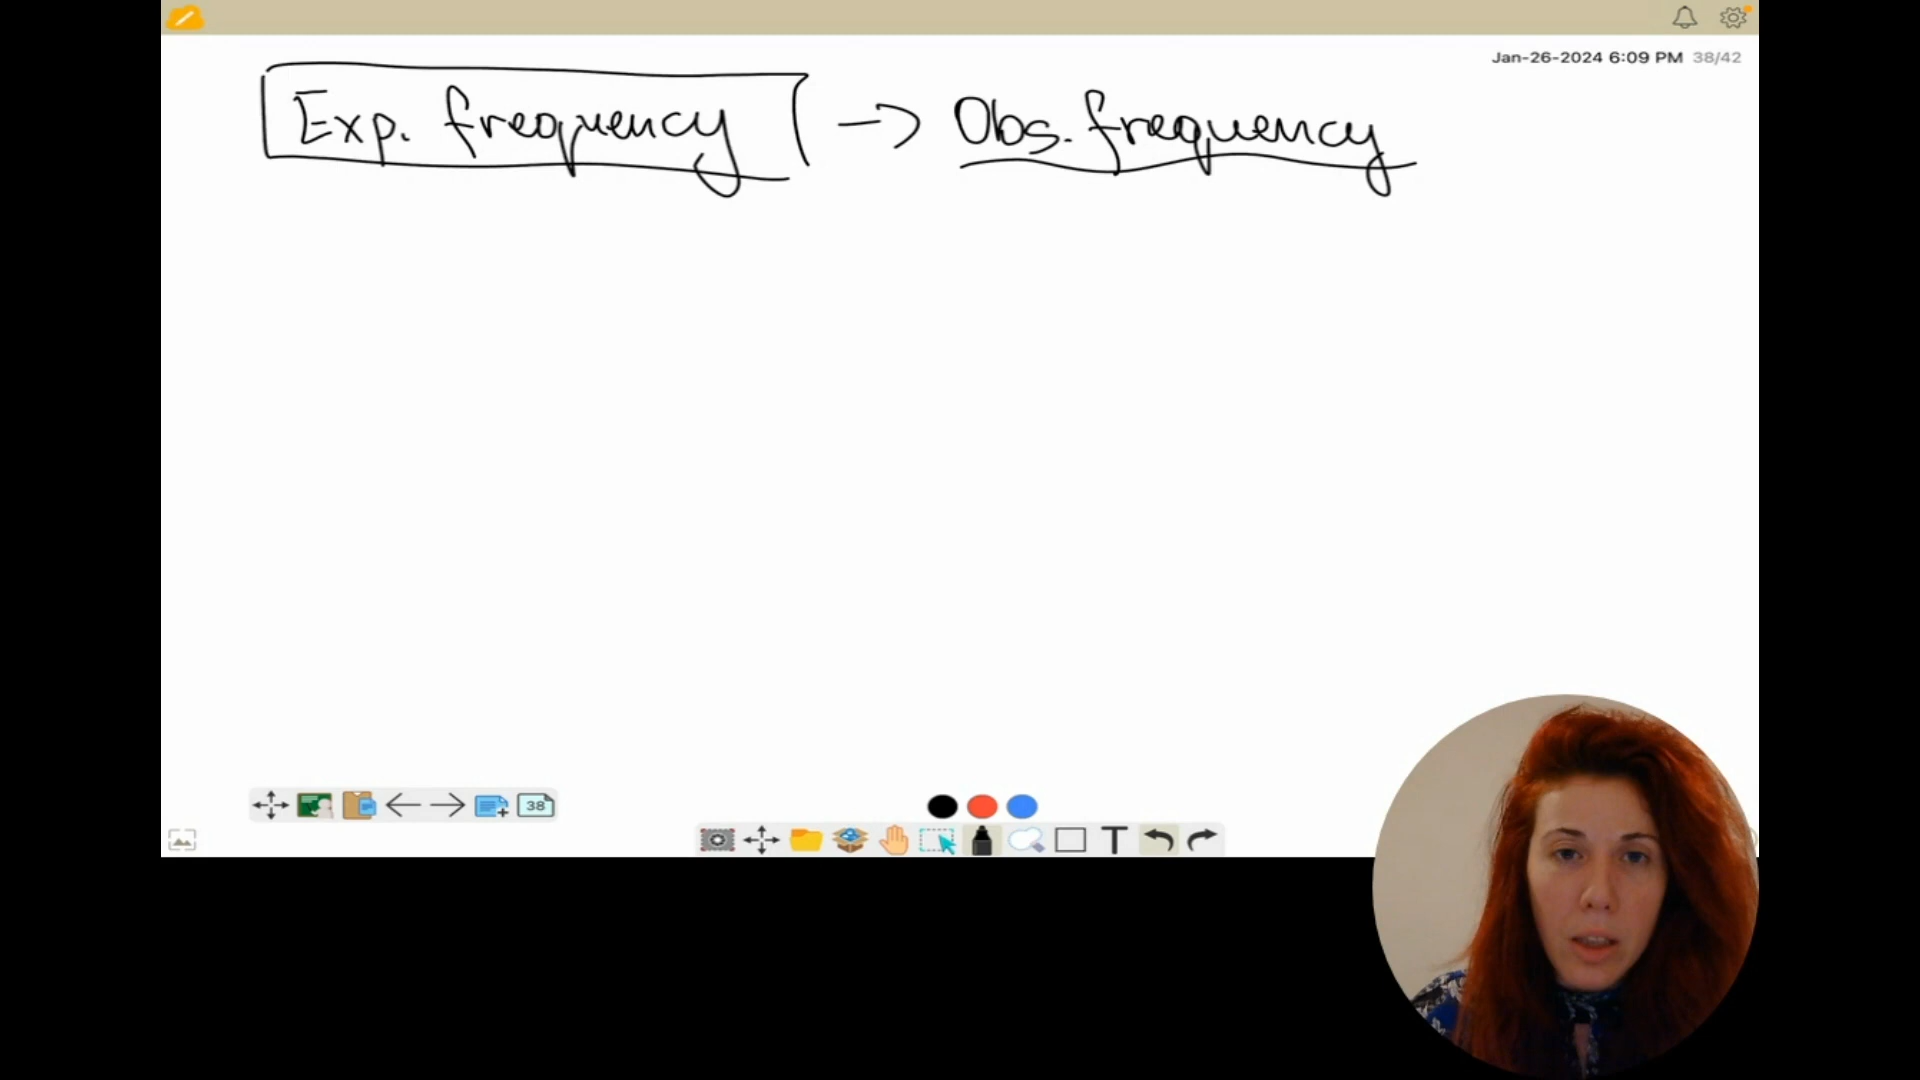 Jan-26-2024 6:09 PM 38/42
Exp. frequency → Obs. frequency
38
T